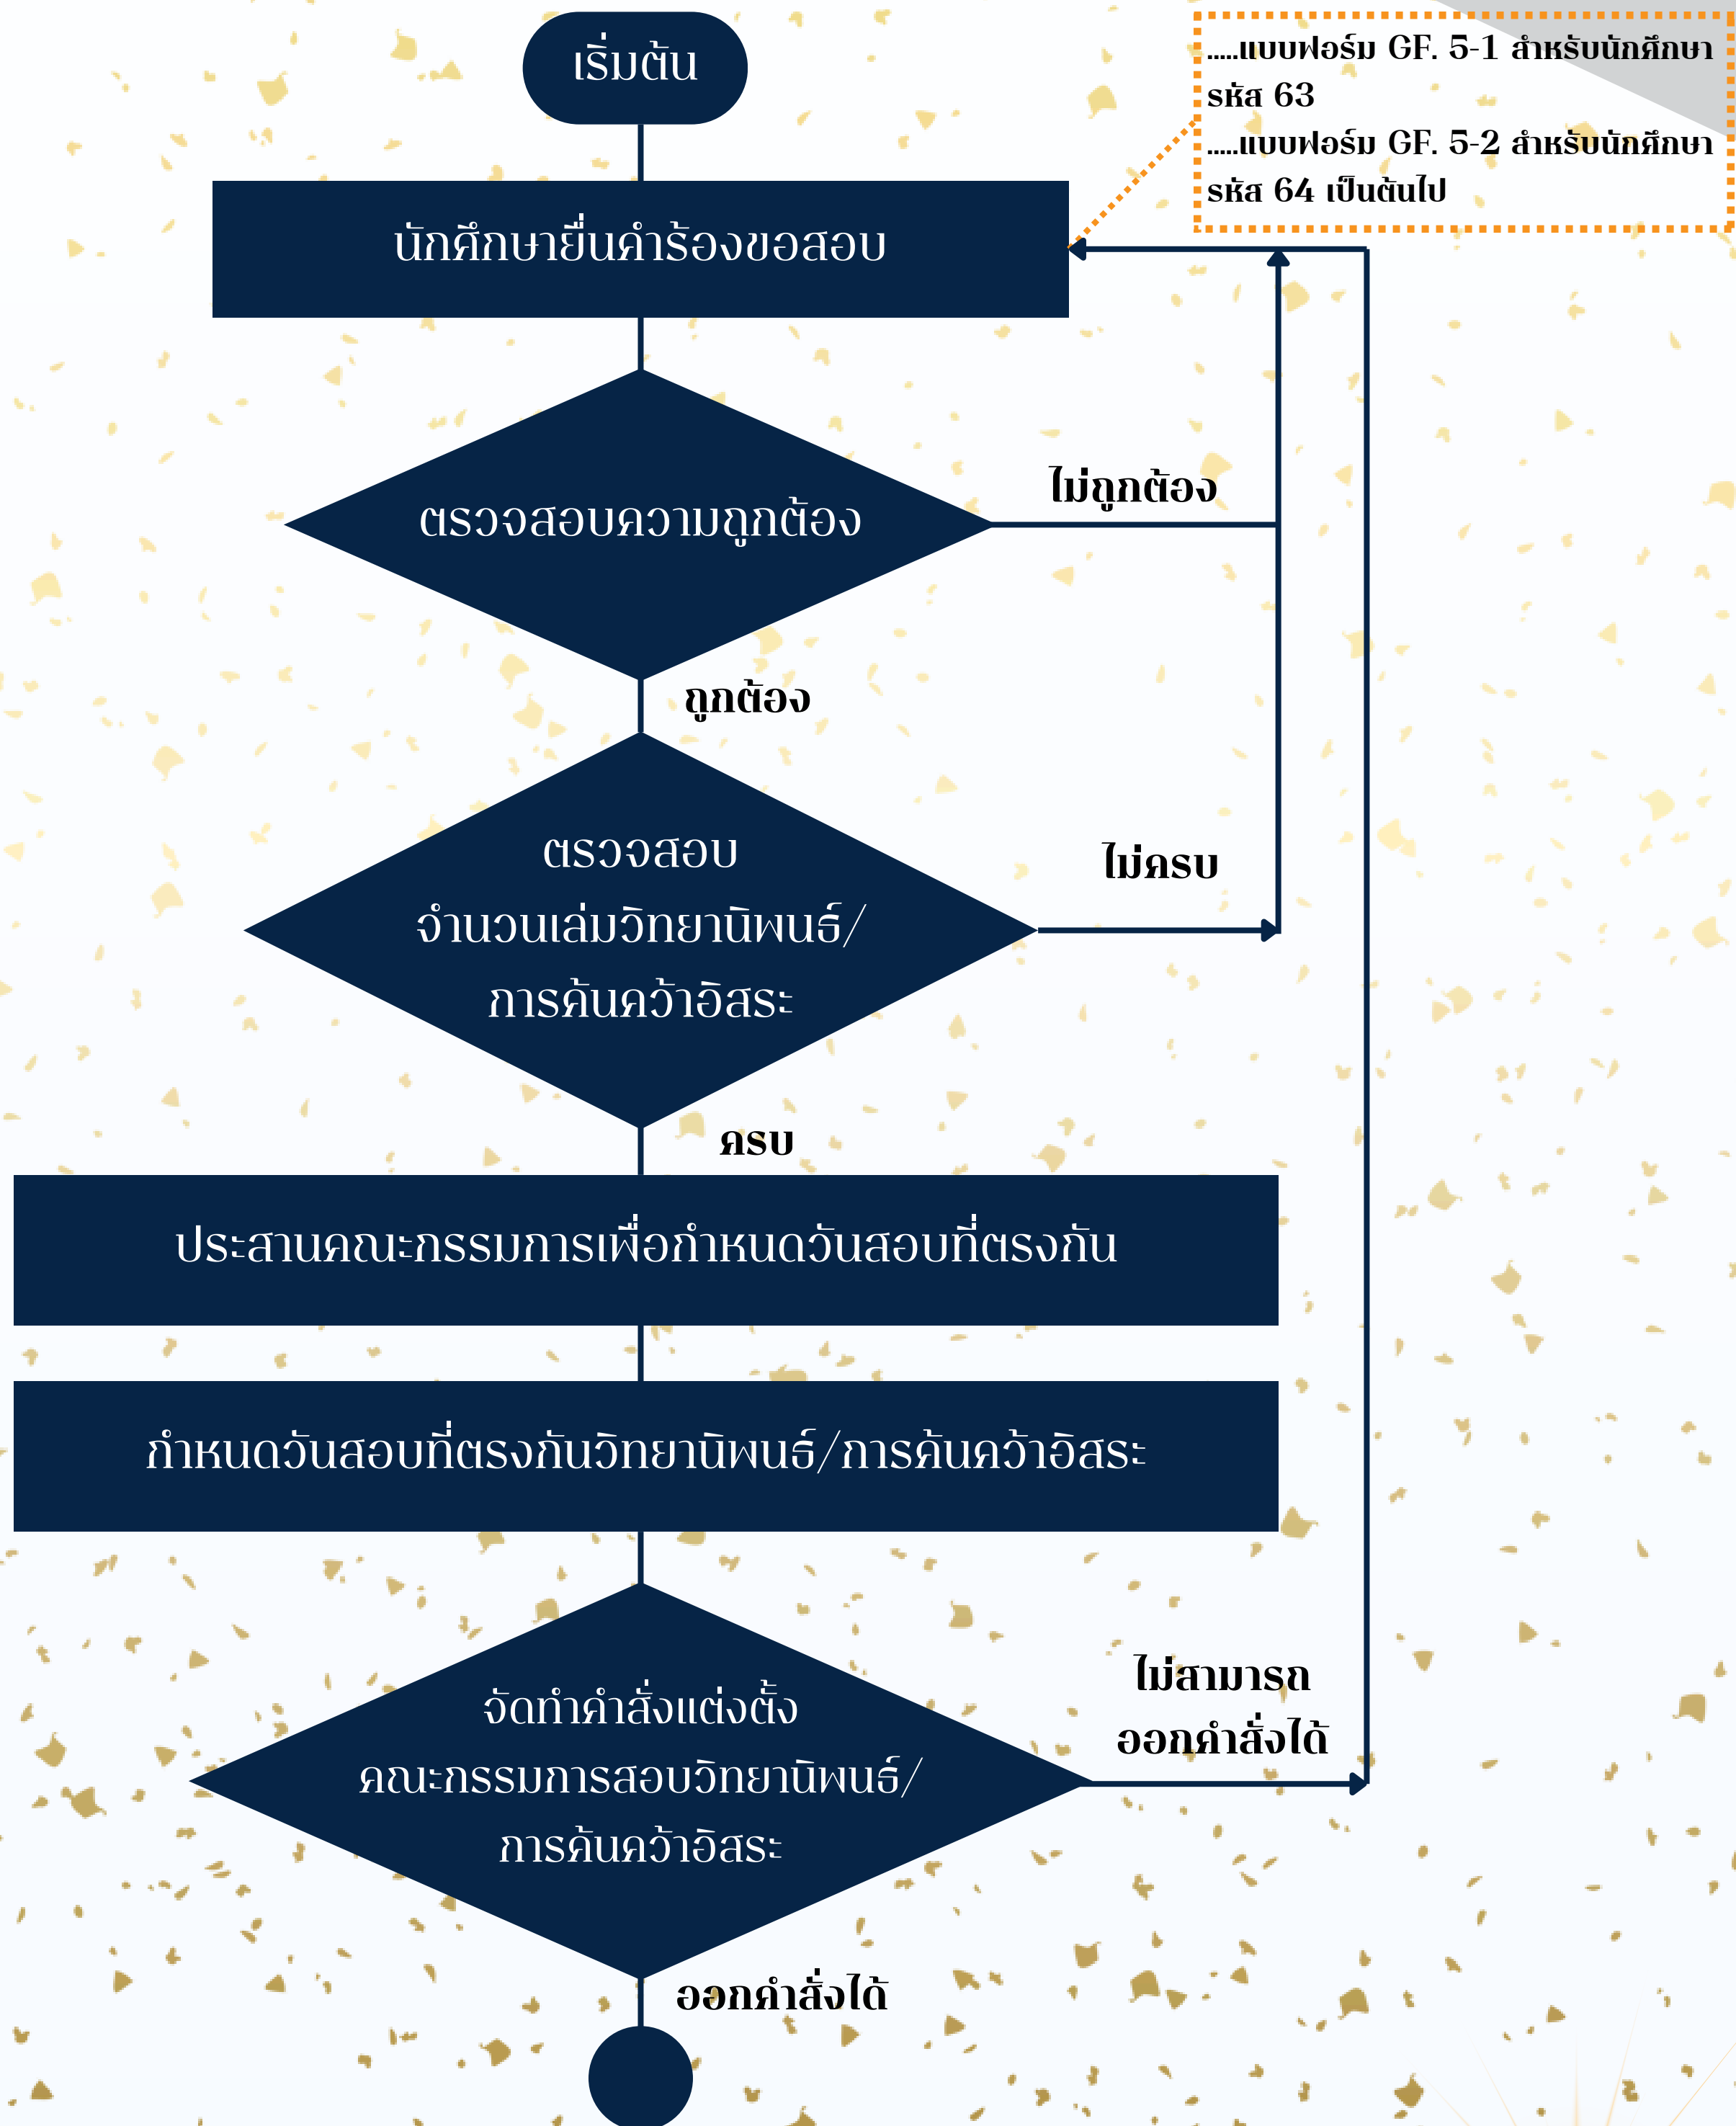 เริ่มต้น
.....แบบฟอร์ม GF. 5-1 สำหรับนักศึกษา
รหัส 63
.....แบบฟอร์ม GF. 5-2 สำหรับนักศึกษา
รหัส 64 เป็นต้นไป
นักศึกษายื่นคำร้องขอสอบ
ตรวจสอบความถูกต้อง
ไม่ถูกต้อง
ถูกต้อง
ตรวจสอบ
จำนวนเล่มวิทยานิพนธ์/
การค้นคว้าอิสระ
ไม่ครบ
ครบ
ประสานคณะกรรมการเพื่อกำหนดวันสอบที่ตรงกัน
กำหนดวันสอบที่ตรงกันวิทยานิพนธ์/การค้นคว้าอิสระ
จัดทำคำสั่งแต่งตั้ง
คณะกรรมการสอบวิทยานิพนธ์/
การค้นคว้าอิสระ
ไม่สามารถ
ออกคำสั่งได้
ออกคำสั่งได้